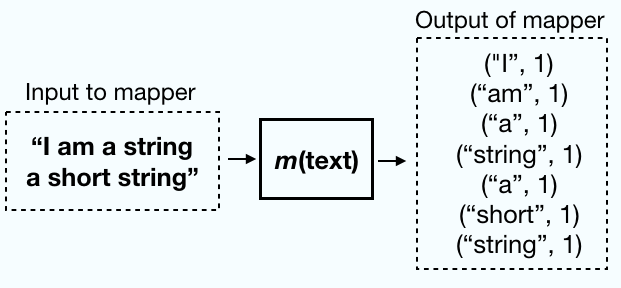 Output of mapper
Input to mapper
“I am a string
a short string”
m(text)
("I”, 1)
(“am”, 1)
(“a”, 1)
(“string”, 1)
(“a”, 1)
(“short”, 1)
(“string”, 1)